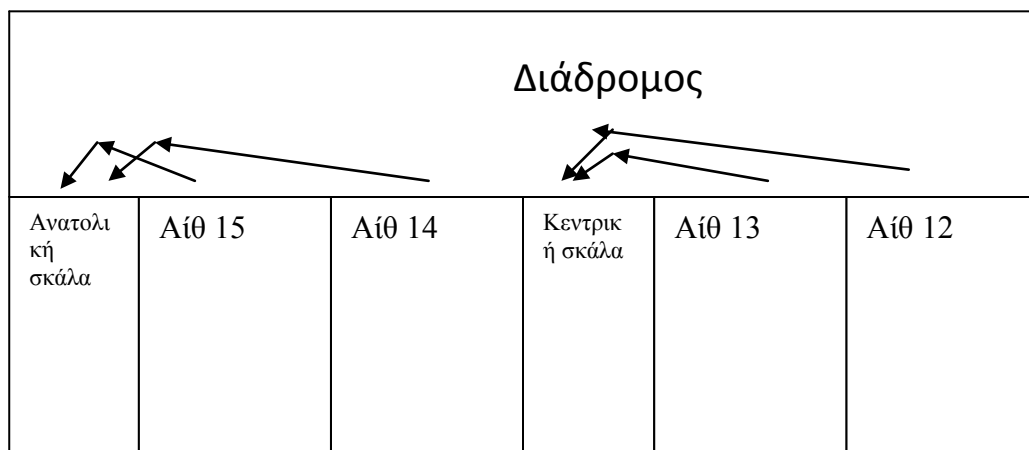 Διάδρομος
Ανατολι
κή
σκάλα
Αίθ 15
Αίθ 14
Κεντρικ
ή σκάλα
Αίθ 13
Αίθ 12